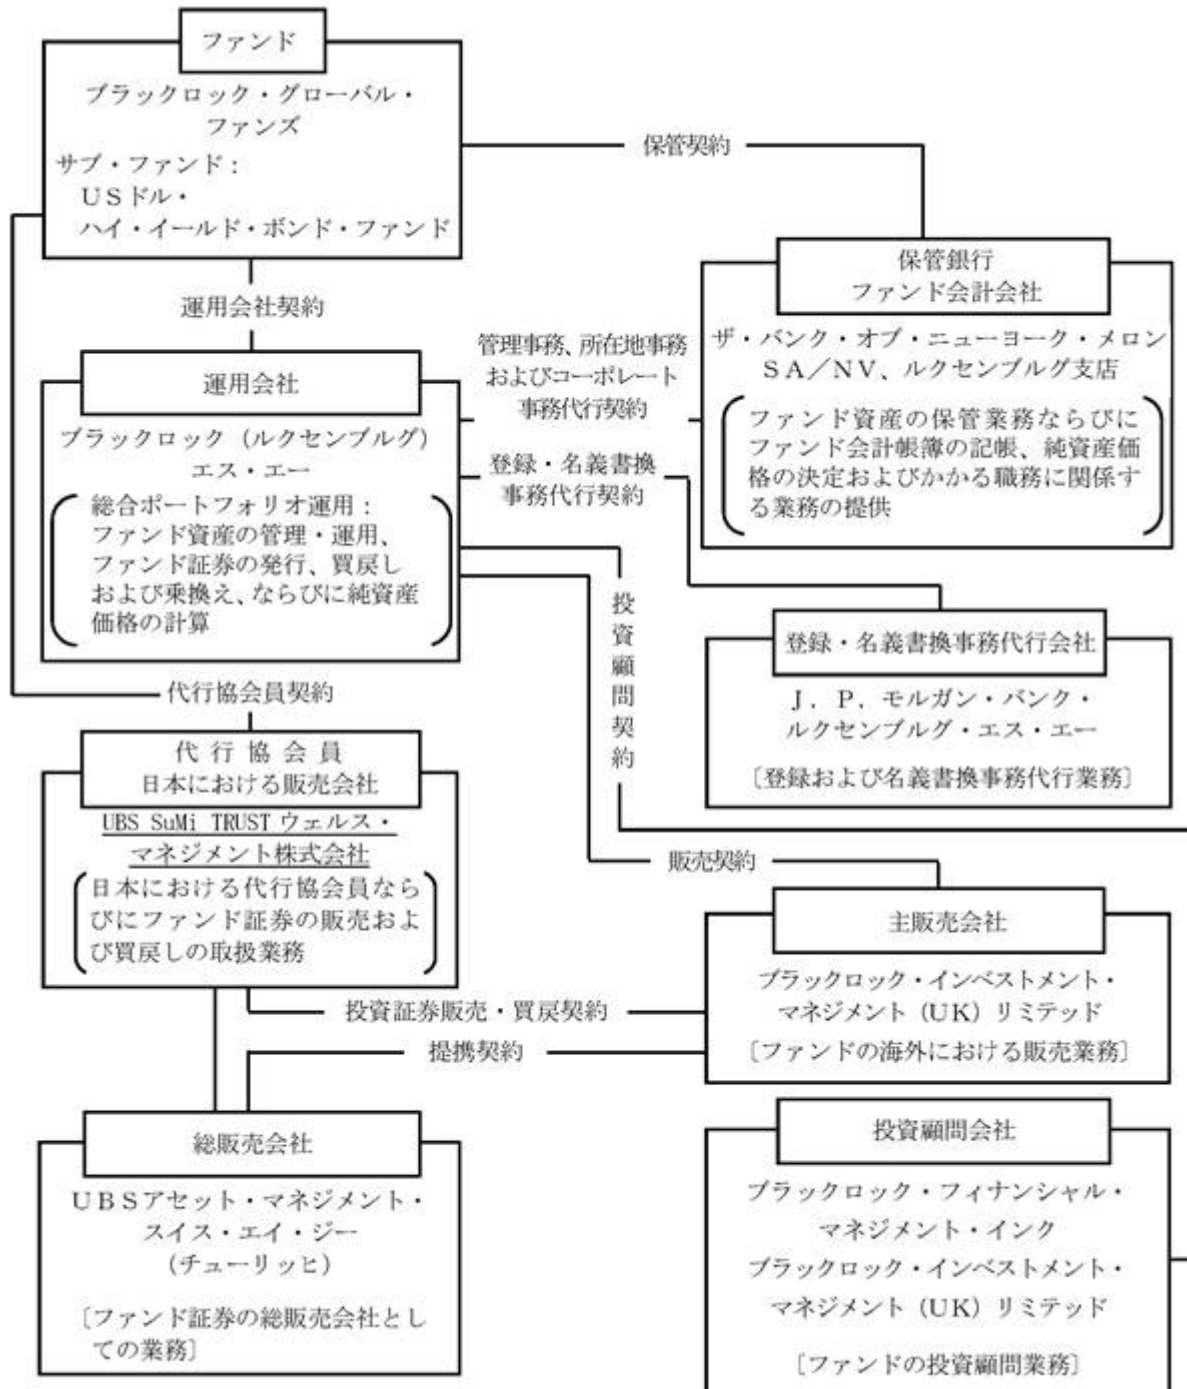 ファンド
ブラックロック・グローバル・
ファンズ
サブ・ファンド：
ＵＳドル・
ハイ・イールド・ボンド・ファンド
保管契約
保管銀行
ファンド会計会社
ザ・バンク・オブ・ニューヨーク・メロン
ＳＡ／ＮＶ、ルクセンブルグ支店
ファンド資産の保管業務ならびに
ファンド会計帳簿の記帳、純資産価
格の決定およびかかる職務に関係す
る業務の提供
運用会社契約
管理事務、所在地事務
およびコーポレート
事務代行契約
運用会社
ブラックロック（ルクセンブルグ）
エス・エー
総合ポートフォリオ運用：
ファンド資産の管理・運用、
ファンド証券の発行、買戻し
および乗換え、ならびに純資産
価格の計算
登録・名義書換
事務代行契約
投資顧問契約
登録・名義書換事務代行会社
Ｊ．Ｐ．モルガン・バンク・
ルクセンブルグ・エス・エー
〔登録および名義書換事務代行業務〕
代行協会員契約
代行協会員
日本における販売会社
UBS SuMi TRUST ウェルス・
マネジメント株式会社
日本における代行協会員なら
びにファンド証券の販売およ
び買戻しの取扱業務
販売契約
主販売会社
ブラックロック・インベストメント・
マネジメント（ＵＫ）リミテッド
〔ファンドの海外における販売業務〕
投資証券販売・買戻契約
提携契約
総販売会社
ＵＢＳアセット・マネジメント・
スイス・エイ・ジー
（チューリッヒ）
〔ファンド証券の総販売会社とし
ての業務〕
投資顧問会社
ブラックロック・フィナンシャル・
マネジメント・インク
ブラックロック・インベストメント・
マネジメント（ＵＫ）リミテッド
〔ファンドの投資顧問業務〕